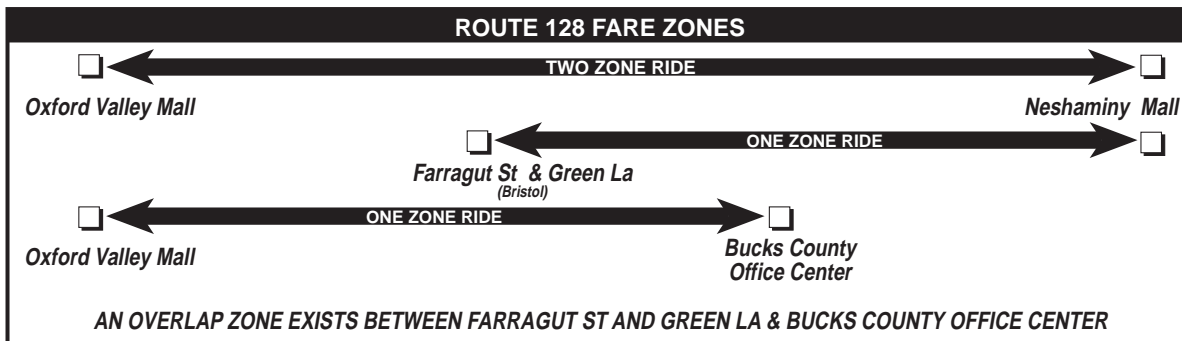 ROUTE 128 FARE ZONES
TWO ZONE RIDE
Oxford Valley Mall
Neshaminy Mall
ONE ZONE RIDE
Farragut St & Green La
(Bristol)
ONE ZONE RIDE
Oxford Valley Mall
Bucks County
Office Center
AN OVERLAP ZONE EXISTS BETWEEN FARRAGUT ST AND GREEN LA & BUCKS COUNTY OFFICE CENTER